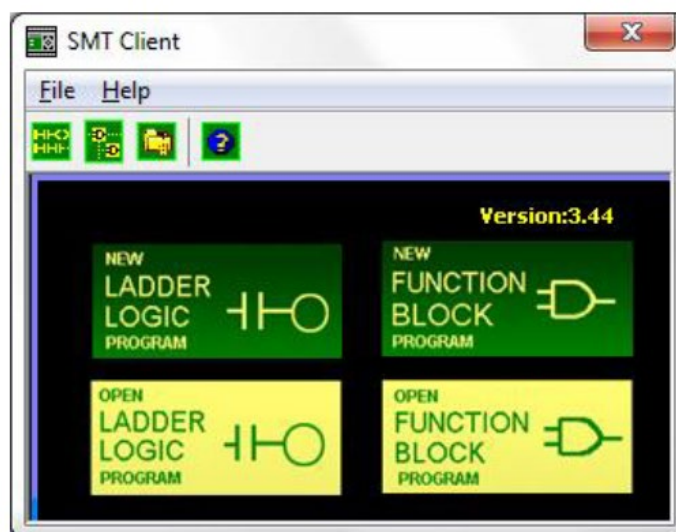 SMT Client
File Help
Version:3.44
NEW
LADDER
LOGIC
PROGRAM
NEW
FUNCTION
BLOCK
PROGRAM
OPEN
LADDER
LOGIC
PROGRAM
OPEN
FUNCTION
BLOCK
PROGRAM